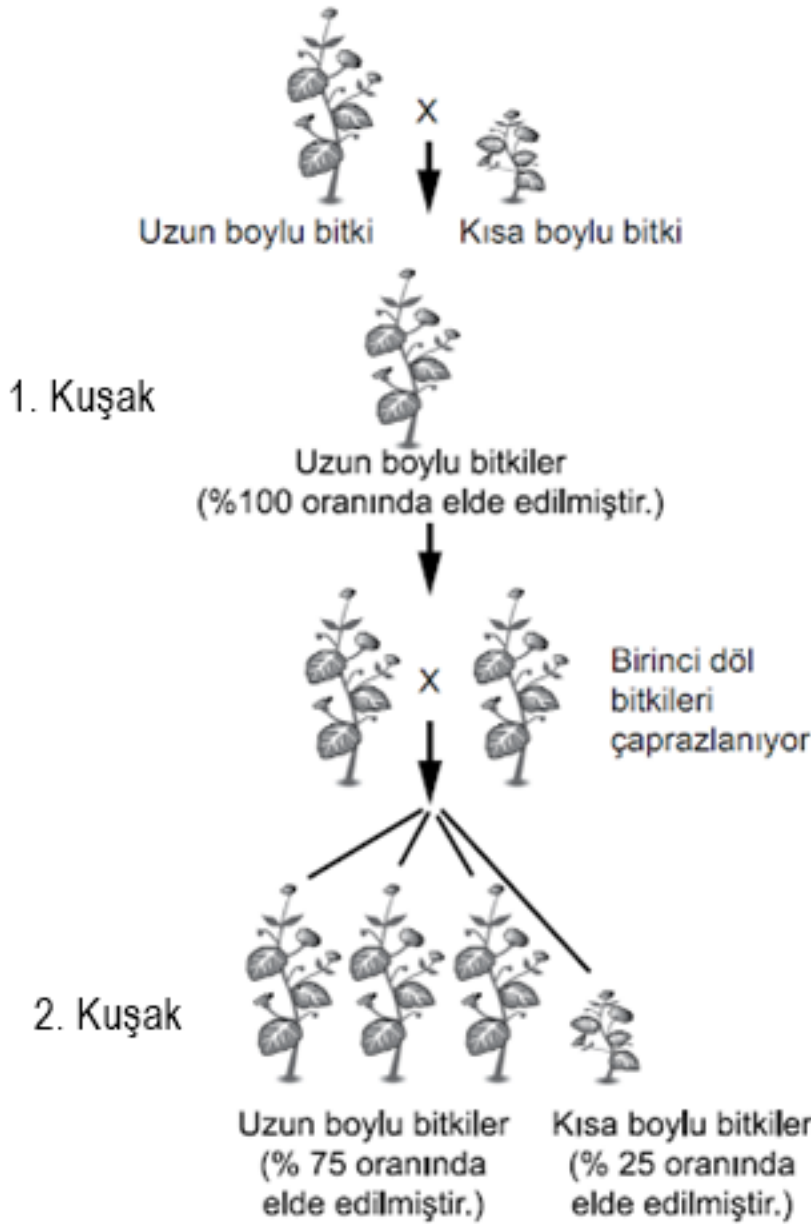 X
Uzun boylu bitki Kısa boylu bitki
1. Kuşak
Uzun boylu bitkiler
(%100 oranında elde edilmiştir.)
X
Birinci döl
bitkileri
çaprazlanıyor
2. Kuşak
Uzun boylu bitkiler
(% 75 oranında
elde edilmiştir.)
Kısa boylu bitkiler
(% 25 oranında
elde edilmiştir.)